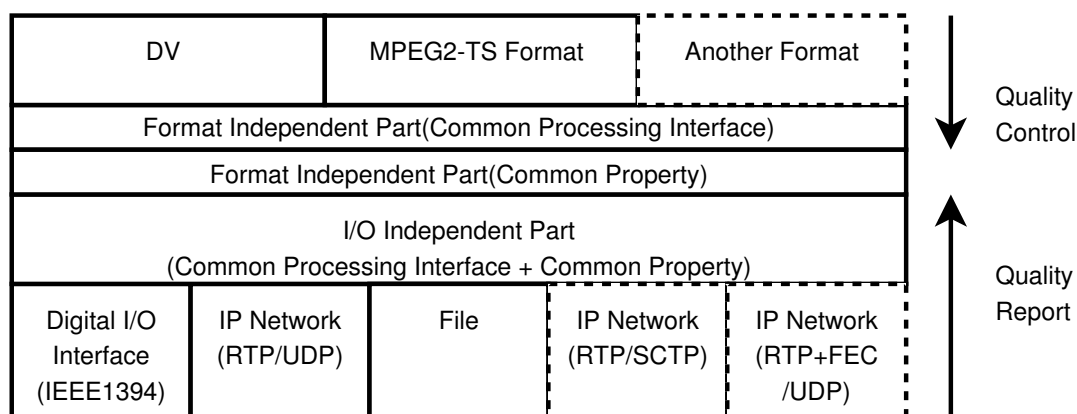 DV
MPEG2-TS Format
Another Format
Quality
Control
Format Independent Part(Common Processing Interface)
Format Independent Part(Common Property)
I/O Independent Part
(Common Processing Interface + Common Property)
Quality
Report
Digital I/O
Interface
(IEEE1394)
IP Network
(RTP/UDP)
File
IP Network
(RTP/SCTP)
IP Network
(RTP+FEC
/UDP)